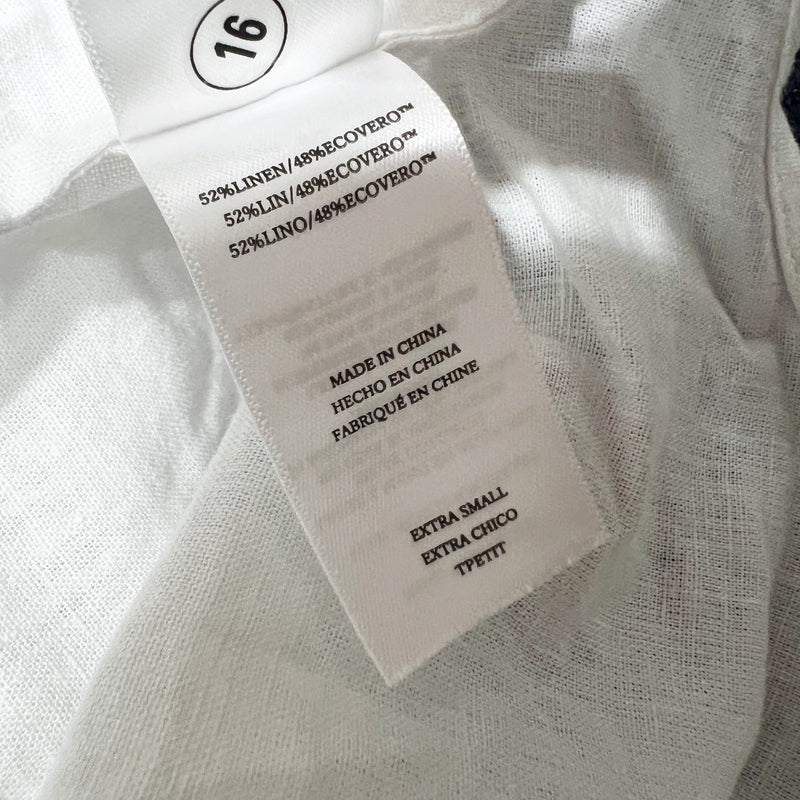 16
52%LINEN/48%ECOVERO™
52%LIN/48%ECOVERO™
52%LINO/48%ECOVERO™
MADE IN CHINA
HECHO EN CHINA
FABRIQUÉ EN CHINE
EXTRA SMALL
EXTRA CHICO
TPETIT